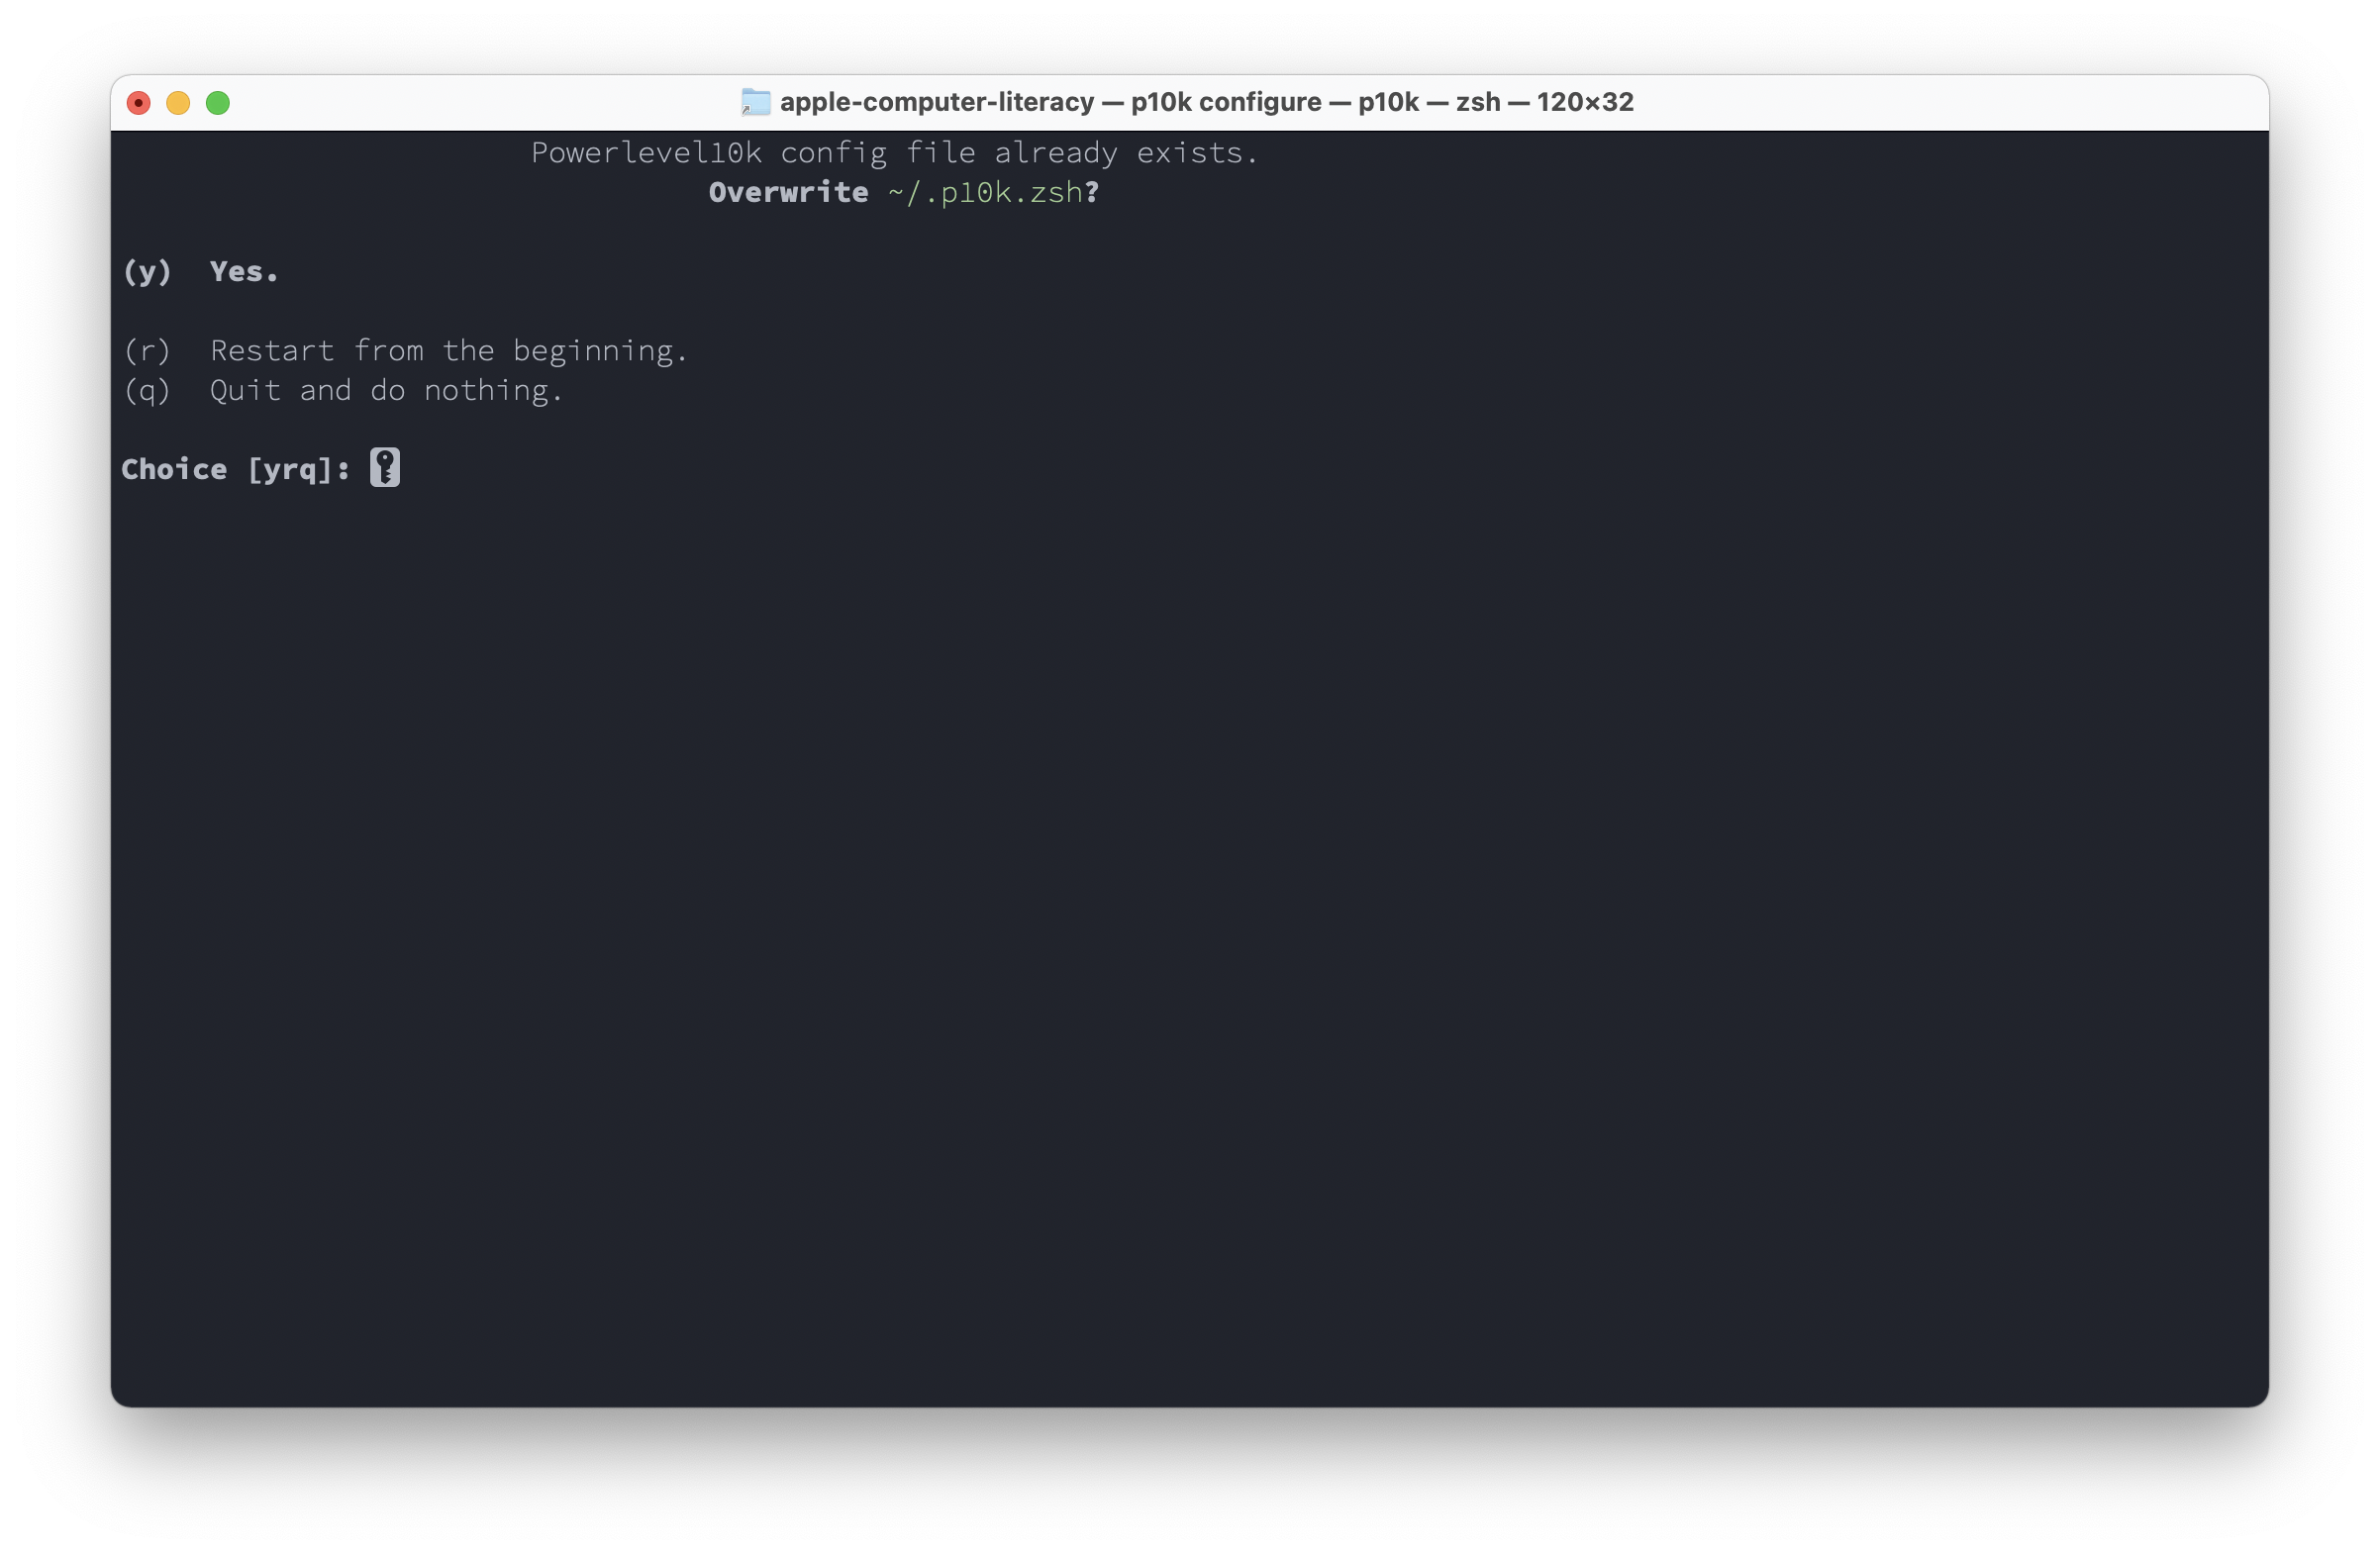 apple-computer-literacy — p10k configure — p10k — zsh — 120×32
Powerlevel10k config file already exists.
Overwrite ~/.p10k.zsh?
(y)  Yes.
(r)  Restart from the beginning.
(q)  Quit and do nothing.
Choice [yrq]: